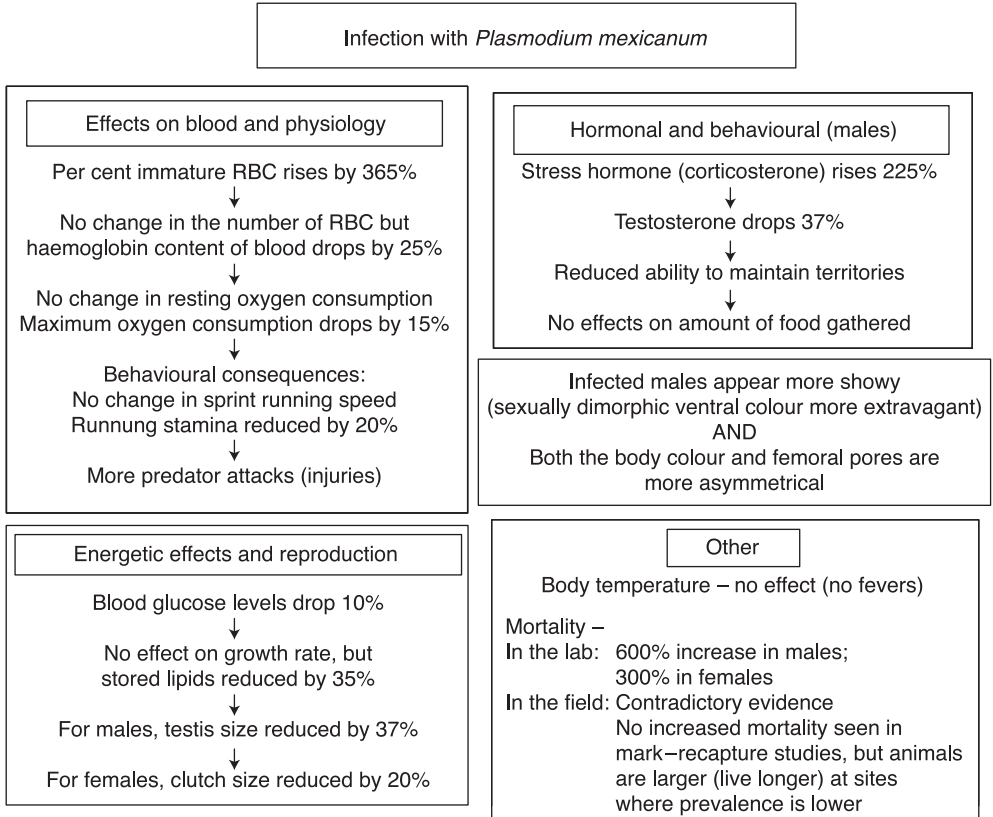 Infection with Plasmodium mexicanum
Effects on blood and physiology
Per cent immature RBC rises by 365%
No change in the number of RBC but
haemoglobin content of blood drops by 25%
No change in resting oxygen consumption
Maximum oxygen consumption drops by 15%
Behavioural consequences:
No change in sprint running speed
Runnung stamina reduced by 20%
More predator attacks (injuries)
Hormonal and behavioural (males)
Stress hormone (corticosterone) rises 225%
Testosterone drops 37%
Reduced ability to maintain territories
No effects on amount of food gathered
Infected males appear more showy
(sexually dimorphic ventral colour more extravagant)
AND
Both the body colour and femoral pores are
more asymmetrical
Energetic effects and reproduction
Blood glucose levels drop 10%
No effect on growth rate, but
stored lipids reduced by 35%
For males, testis size reduced by 37%
For females, clutch size reduced by 20%
Other
Body temperature – no effect (no fevers)
Mortality –
In the lab: 600% increase in males;
300% in females
In the field: Contradictory evidence
No increased mortality seen in
mark–recapture studies, but animals
are larger (live longer) at sites
where prevalence is lower